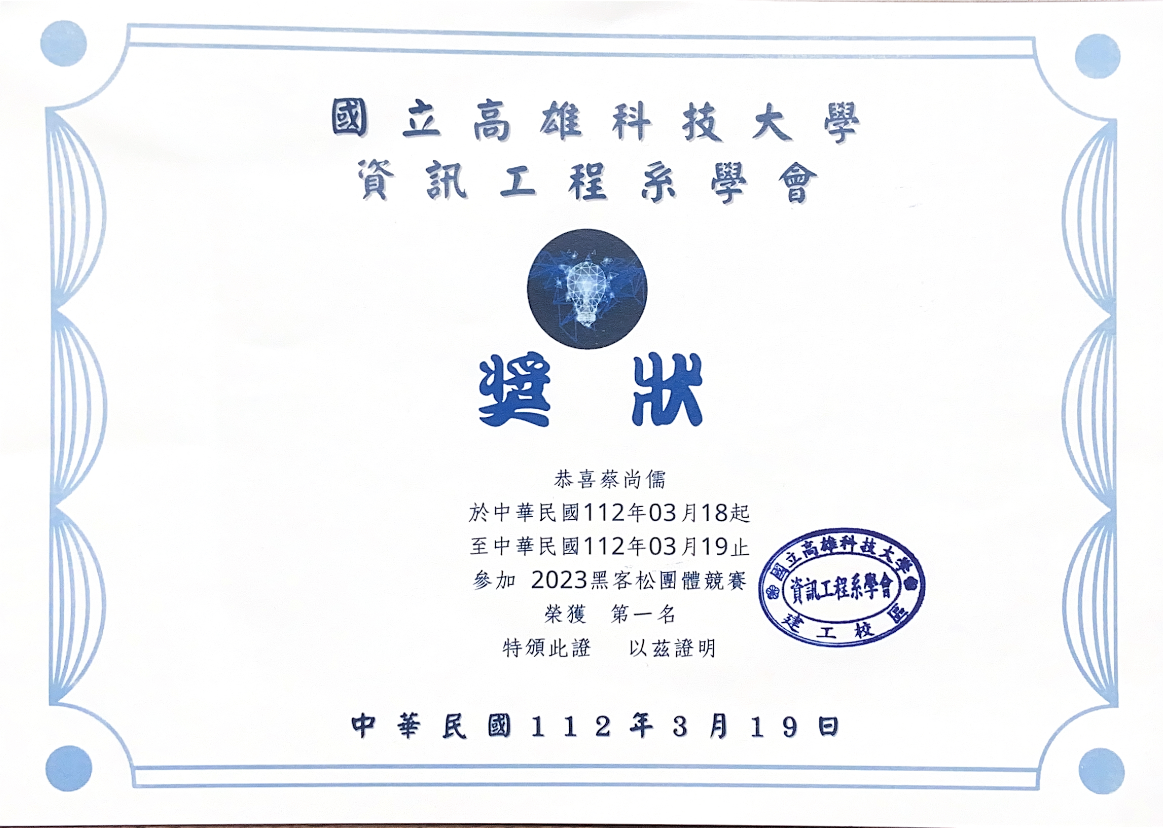 國立高雄科技大學
資訊工程系學會
獎狀
恭喜蔡尚儒
於中華民國112年03月18起
至中華民國112年03月19止
參加 2023黑客松團體競賽
榮獲 第一名
特頒此證 以茲證明
國立高雄科技大學
資訊工程系學會
建工校區
中華民國112年3月19日